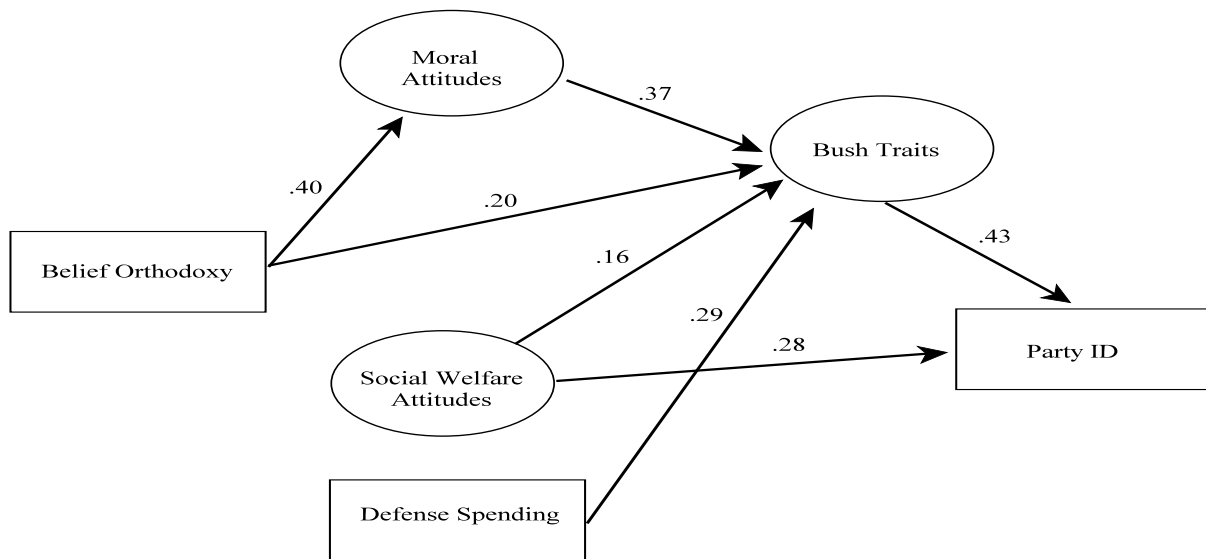 Moral
Attitudes
.37
Bush Traits
.40
.20
Belief Orthodoxy
.16
.43
.29
.28
Party ID
Social Welfare
Attitudes
Defense Spending